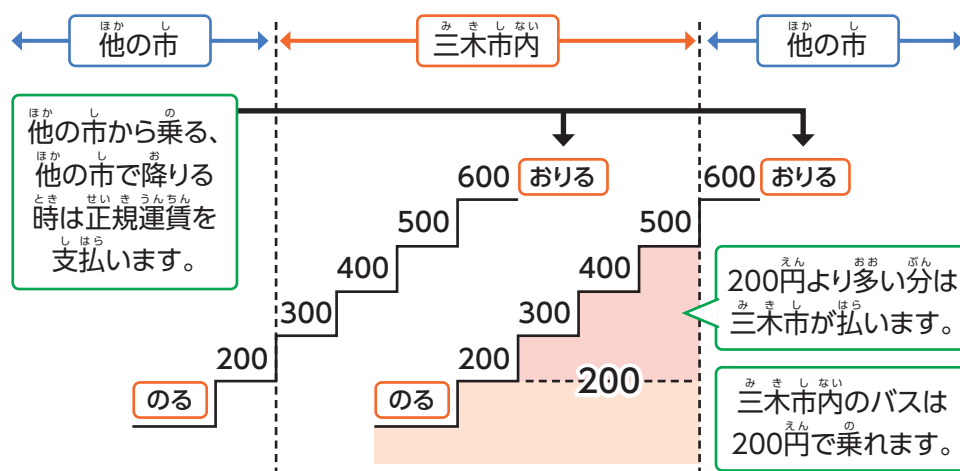 他の市
三木市内
他の市
他の市から乗る、
他の市で降りる
時は正規運賃を
支払います。
600 おりる
500
400
300
200
のる
600 おりる
500
400
300
200
のる
200
200円より多い分は
三木市が払います。
三木市内のバスは
200円で乗れます。